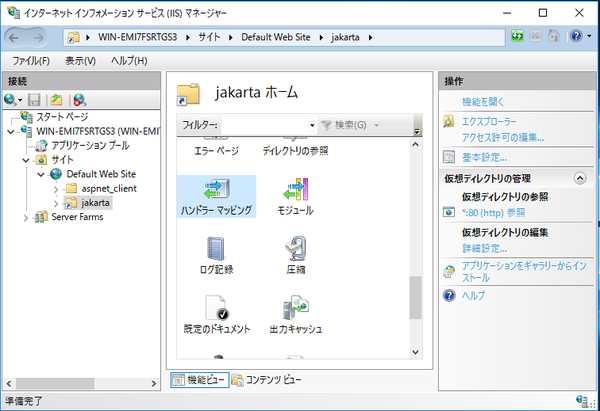 インターネット インフォメーション サービス (IIS) マネージャー
WIN-EMI7FSRTGS3 ▸ サイト ▸ Default Web Site ▸ jakarta ▸
ファイル(F) 表示(V) ヘルプ(H)
接続
スタート ページ
WIN-EMI7FSRTGS3 (WIN-EMI
アプリケーション プール
サイト
Default Web Site
aspnet_client
jakarta
Server Farms
jakarta ホーム
フィルター: 検索(G)
エラー ページ
ディレクトリの参照
ハンドラー マッピング
モジュール
ログ記録
圧縮
既定のドキュメント
出力キャッシュ
機能ビュー
コンテンツ ビュー
操作
機能を開く
エクスプローラー
アクセス許可の編集...
基本設定...
仮想ディレクトリの管理
仮想ディレクトリの参照
*:80 (http) 参照
仮想ディレクトリの編集
詳細設定...
アプリケーションをギャラリーからイン
ストール
ヘルプ
準備完了